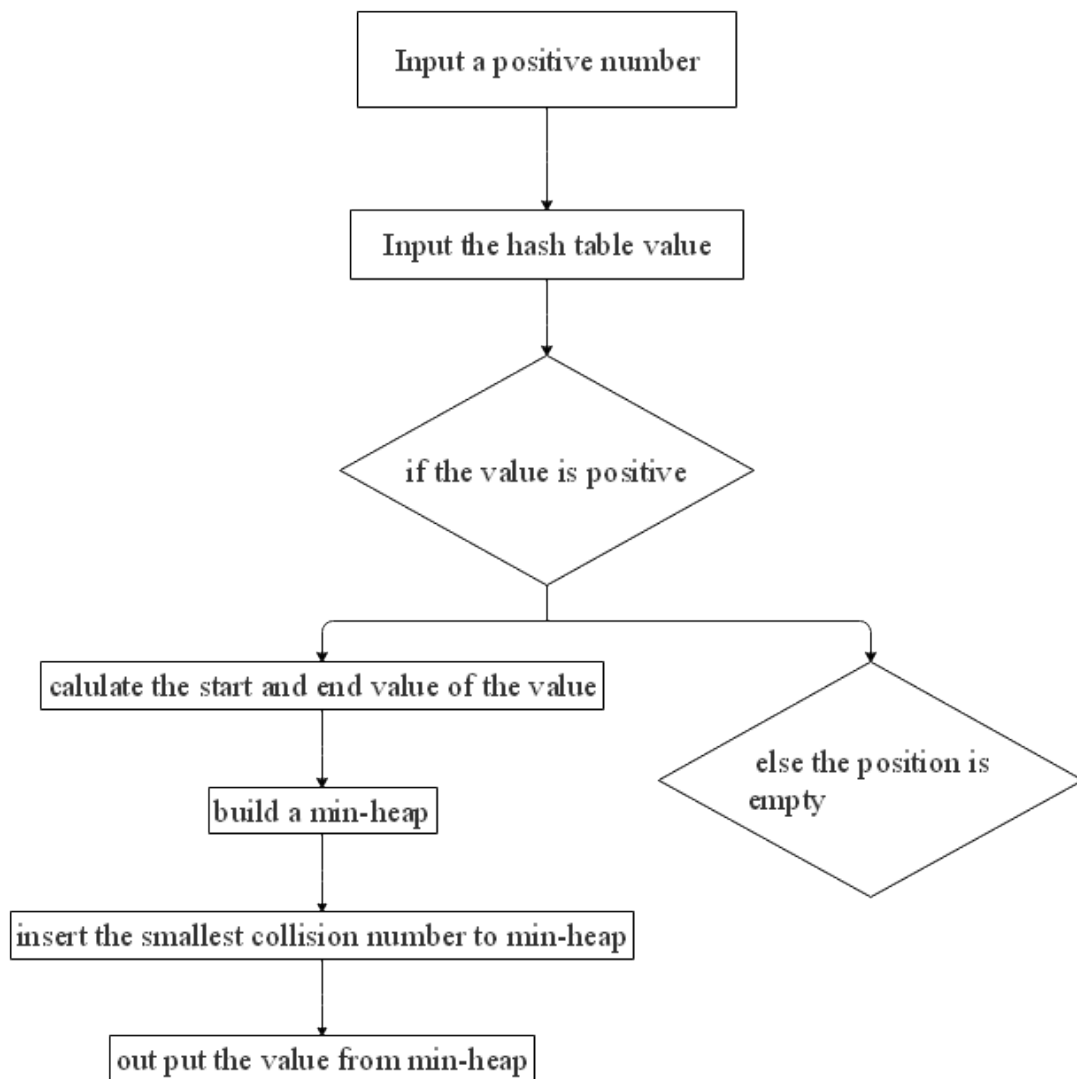 Input a positive number
Input the hash table value
if the value is positive
calulate the start and end value of the value
else the position is
empty
build a min-heap
insert the smallest collision number to min-heap
out put the value from min-heap